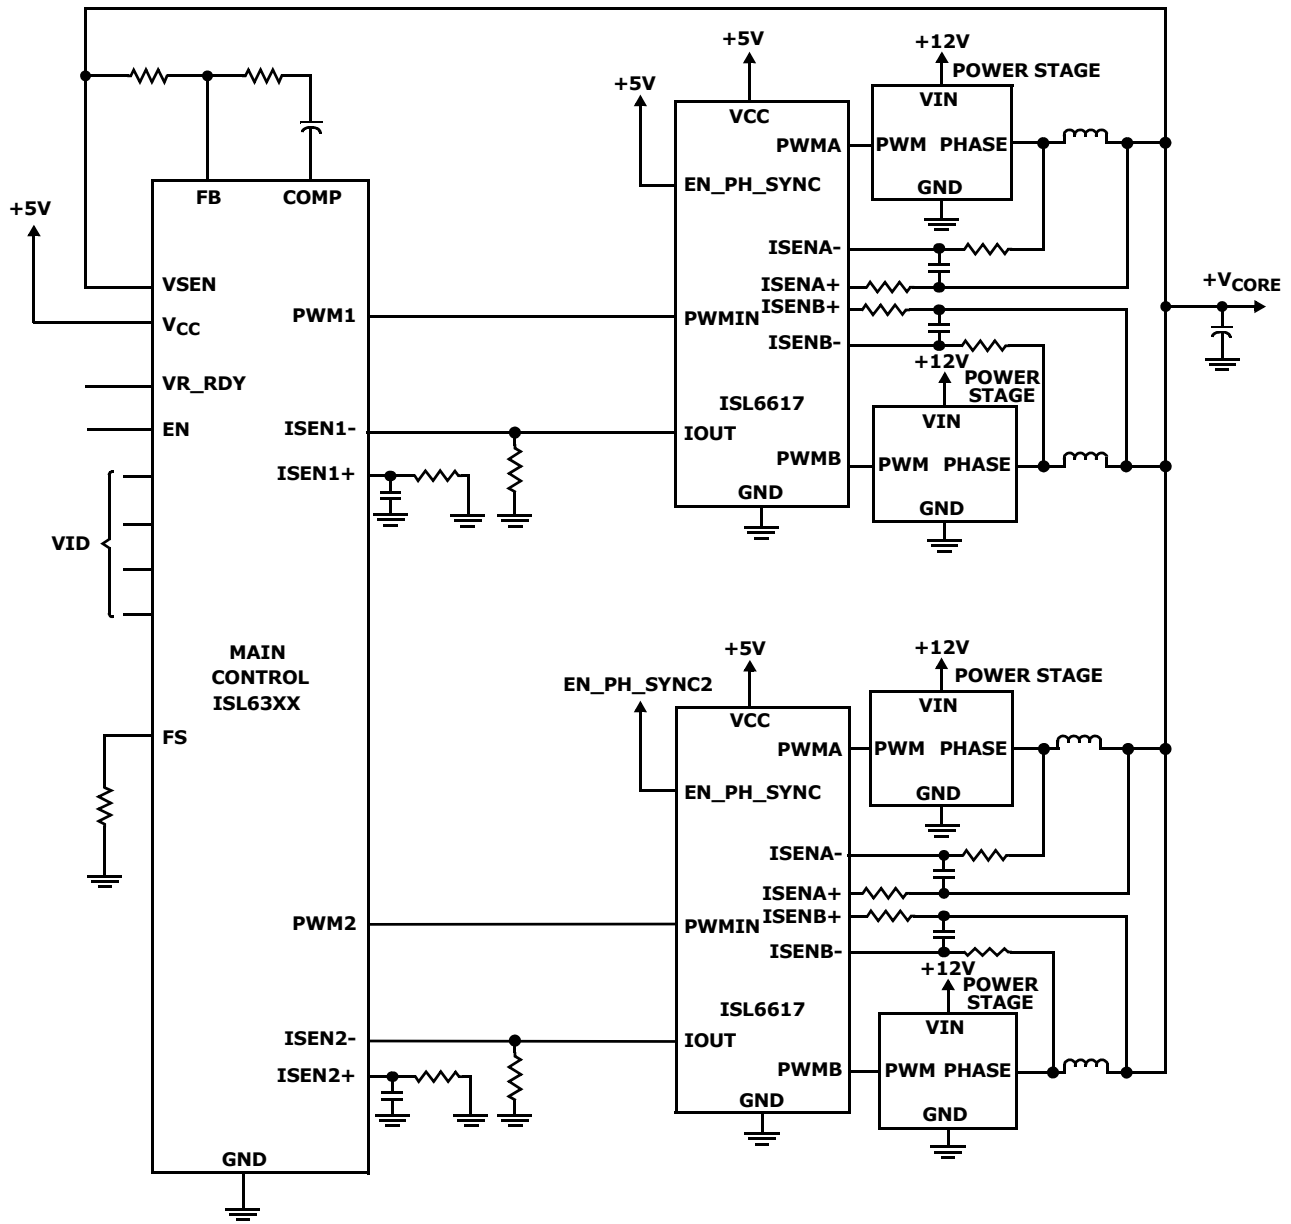 +5V
+12V
POWER STAGE
+5V
VCC
VIN
PWMA
PWM PHASE
EN_PH_SYNC
GND
FB COMP
+5V
ISENA-
VSEN
ISENA+
+VCORE
VCC
PWM1
PWMIN
ISENB+
ISENB-
+12V
POWER
STAGE
VR_RDY
ISL6617
VIN
EN
ISEN1-
IOUT
PWMB
PWM PHASE
ISEN1+
GND
GND
VID
MAIN
CONTROL
ISL63XX
+5V
+12V
POWER STAGE
EN_PH_SYNC2
VCC
VIN
FS
PWMA
PWM PHASE
EN_PH_SYNC
GND
ISENA-
ISENA+
PWM2
PWMIN
ISENB+
ISENB-
+12V
POWER
STAGE
ISL6617
VIN
ISEN2-
IOUT
PWMB
PWM PHASE
ISEN2+
GND
GND
GND